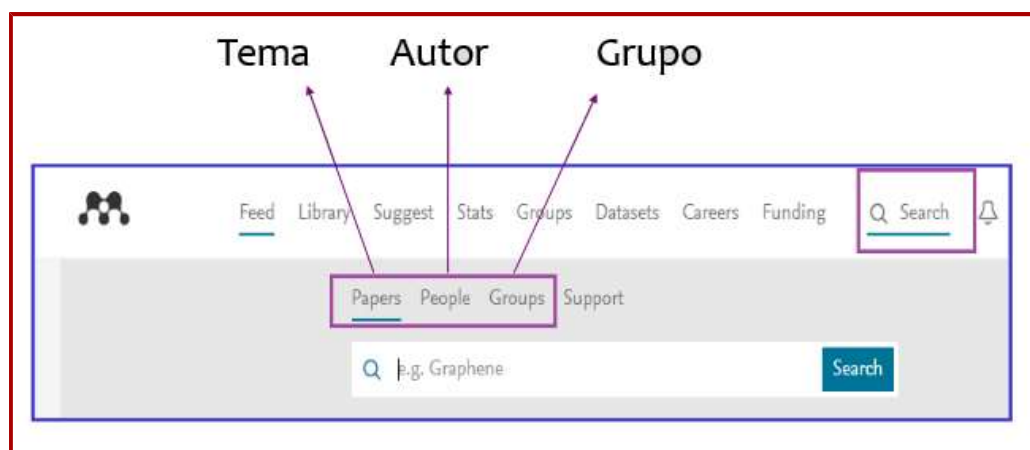 Tema Autor Grupo
Feed Library Suggest Stats Groups Datasets Careers Funding Search
Papers People Groups Support
e.g. Graphene Search